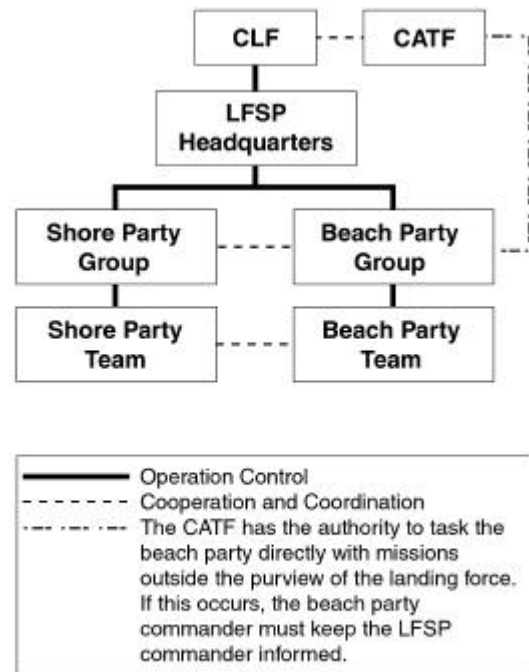 CLF
CATF
LFSP
Headquarters
Shore Party
Group
Beach Party
Group
Shore Party
Team
Beach Party
Team
Operation Control
Cooperation and Coordination
The CATF has the authority to task the
beach party directly with missions
outside the purview of the landing force.
If this occurs, the beach party
commander must keep the LFSP
commander informed.